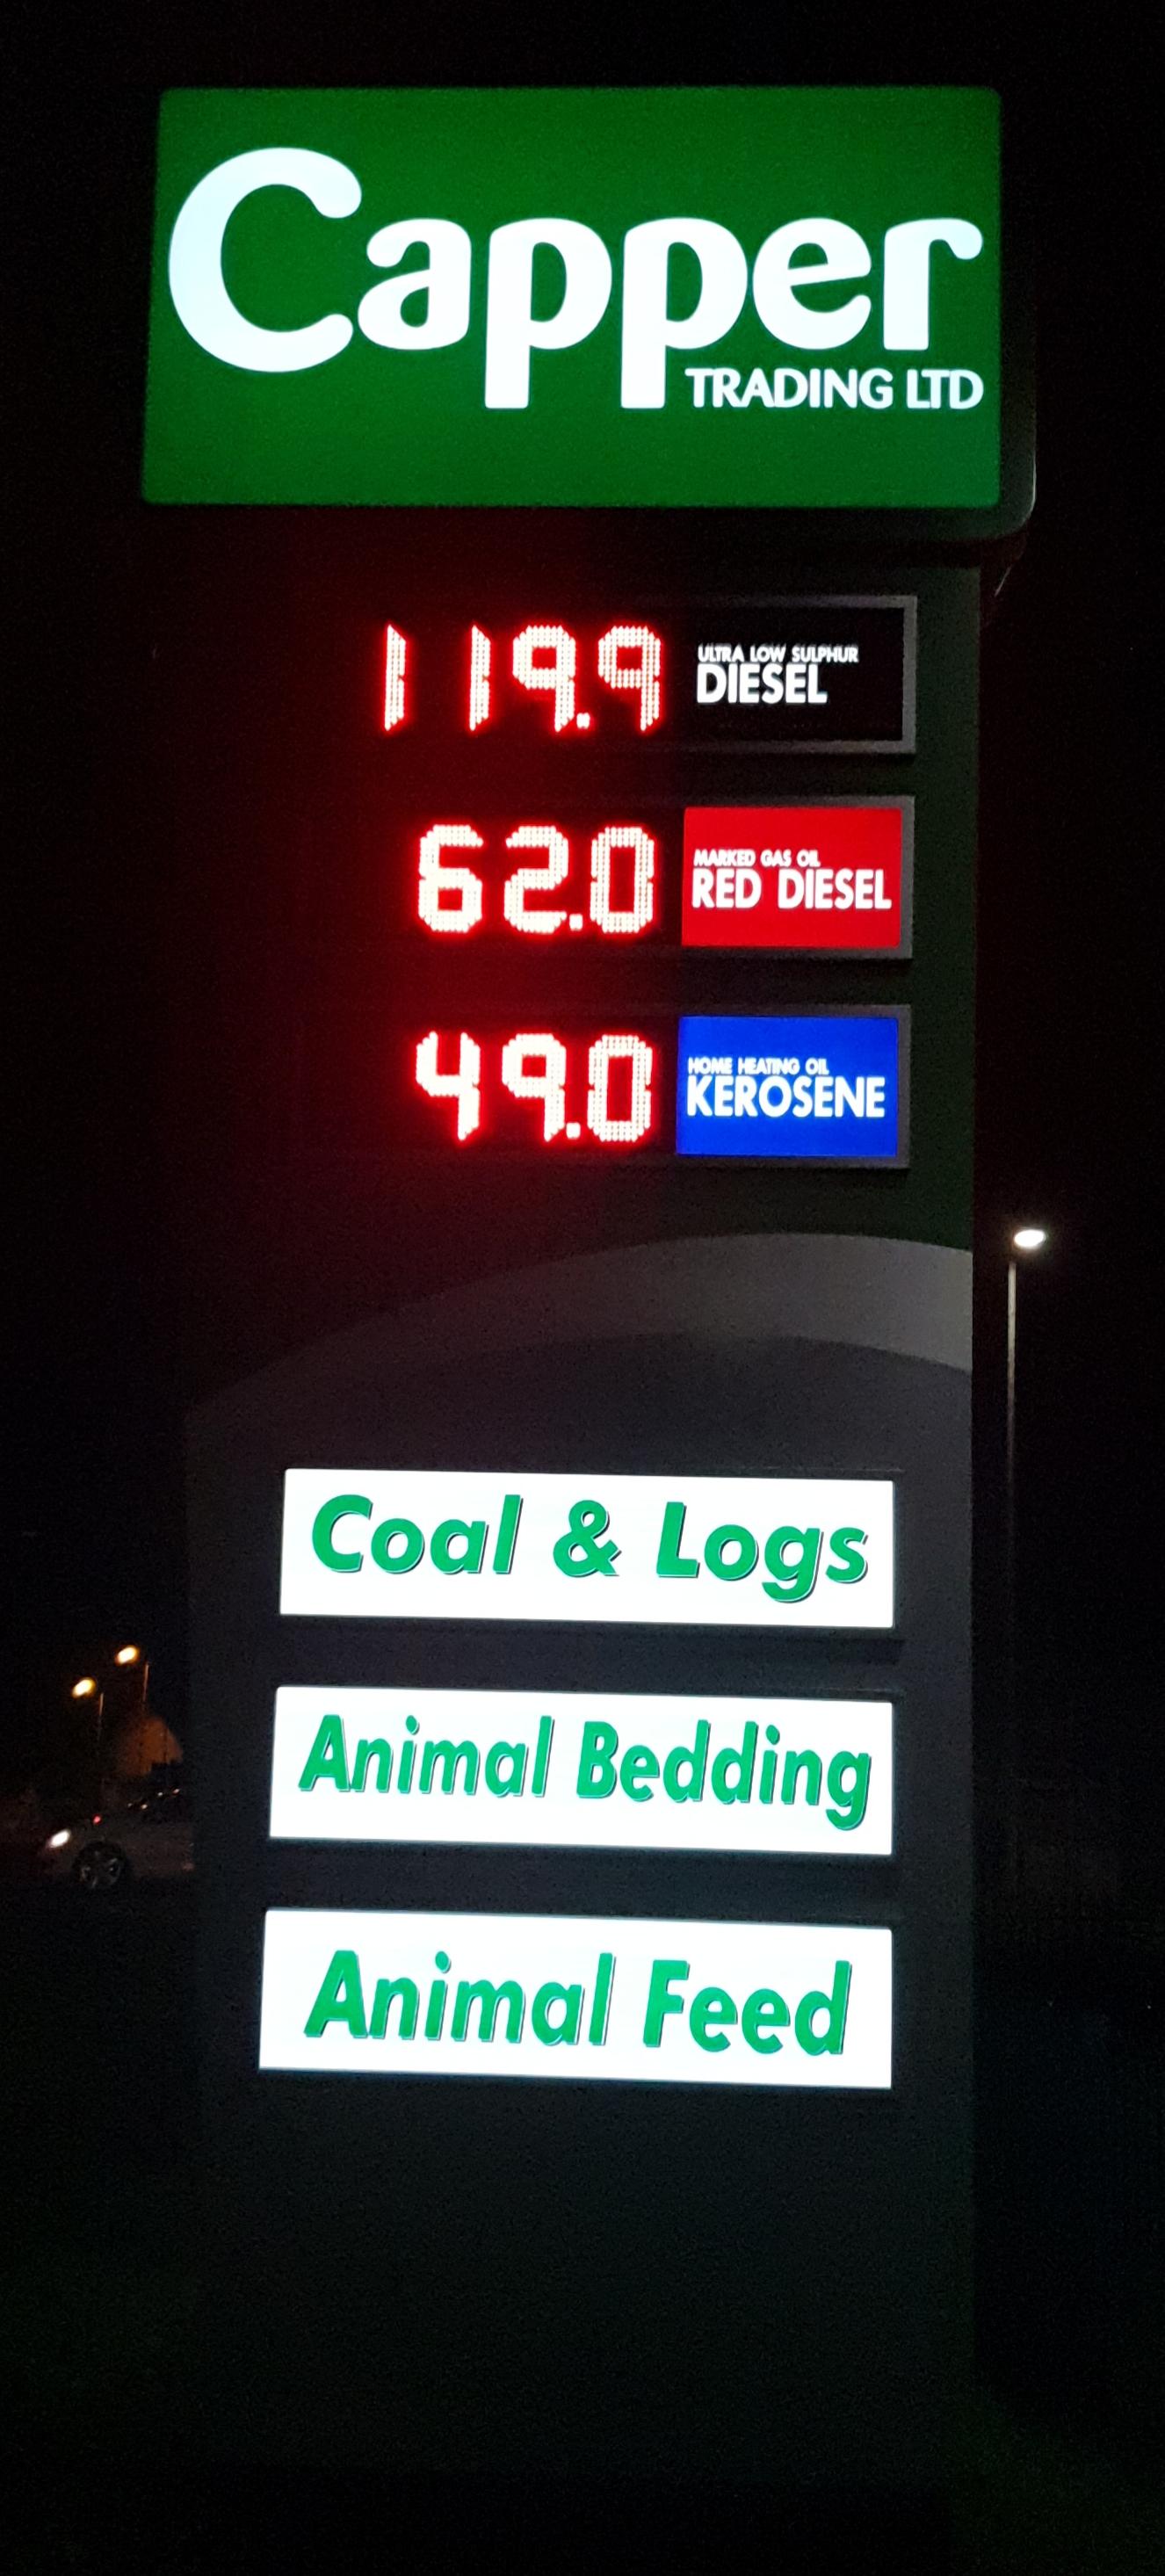 Capper
TRADING LTD
119.9 ULTRA LOW SULPHUR
DIESEL
62.0 MARKED GAS OIL
RED DIESEL
49.0 HOME HEATING OIL
KEROSENE
Coal & Logs
Animal Bedding
Animal Feed